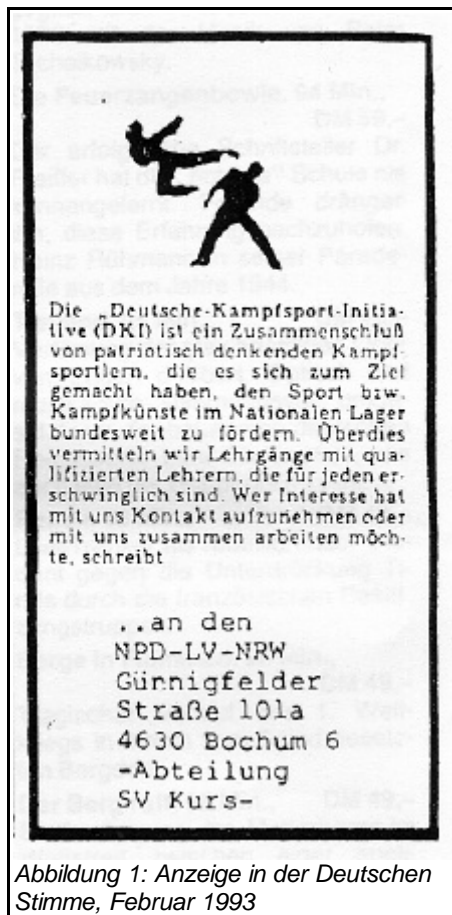 Die „Deutsche-Kampfsport-Initia-
tive (DKI) ist ein Zusammenschluß
von patriotisch denkenden Kampf-
sportlern, die es sich zum Ziel
gemacht haben, den Sport bzw.
Kampfkünste im Nationalen Lager
bundesweit zu fördern. Überdies
vermitteln wir Lehrgänge mit qua-
lifizierten Lehrern, die für jeden er-
schwinglich sind. Wer Interesse hat
mit uns Kontakt aufzunehmen oder
mit uns zusammen arbeiten möch-
te, schreibt
...an den
NPD-LV-NRW
Günnigfelder
Straße 101a
4630 Bochum 6
-Abteilung
SV Kurs-
Abbildung 1: Anzeige in der Deutschen
Stimme, Februar 1993